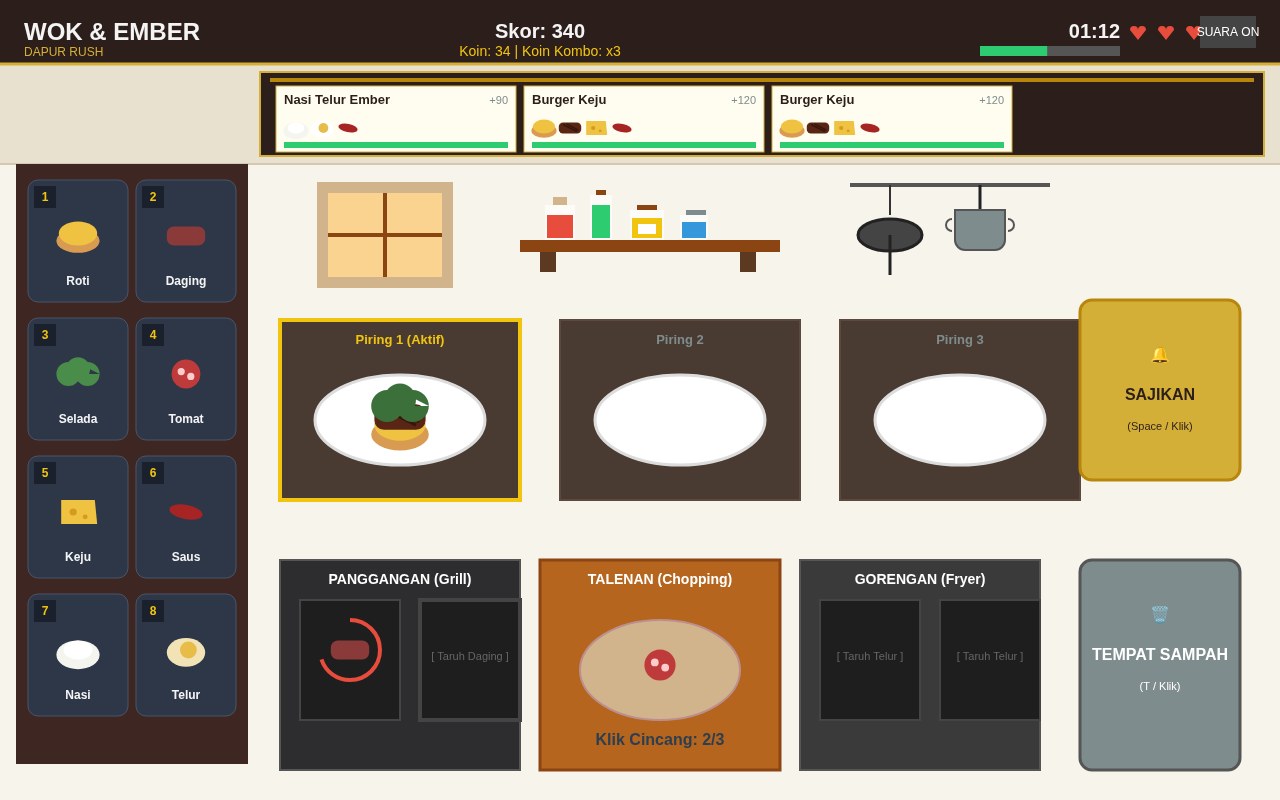 WOK & EMBER
DAPUR RUSH
Skor: 340
Koin: 34 | Koin Kombo: x3
01:12
SUARA ON
Nasi Telur Ember +90
Burger Keju +120
Burger Keju +120
1
Roti
2
Daging
3
Selada
4
Tomat
5
Keju
6
Saus
7
Nasi
8
Telur
Piring 1 (Aktif)
Piring 2
Piring 3
SAJIKAN
(Space / Klik)
PANGGANGAN (Grill)
[ Taruh Daging ]
TALENAN (Chopping)
Klik Cincang: 2/3
GORENGAN (Fryer)
[ Taruh Telur ]
[ Taruh Telur ]
TEMPAT SAMPAH
(T / Klik)